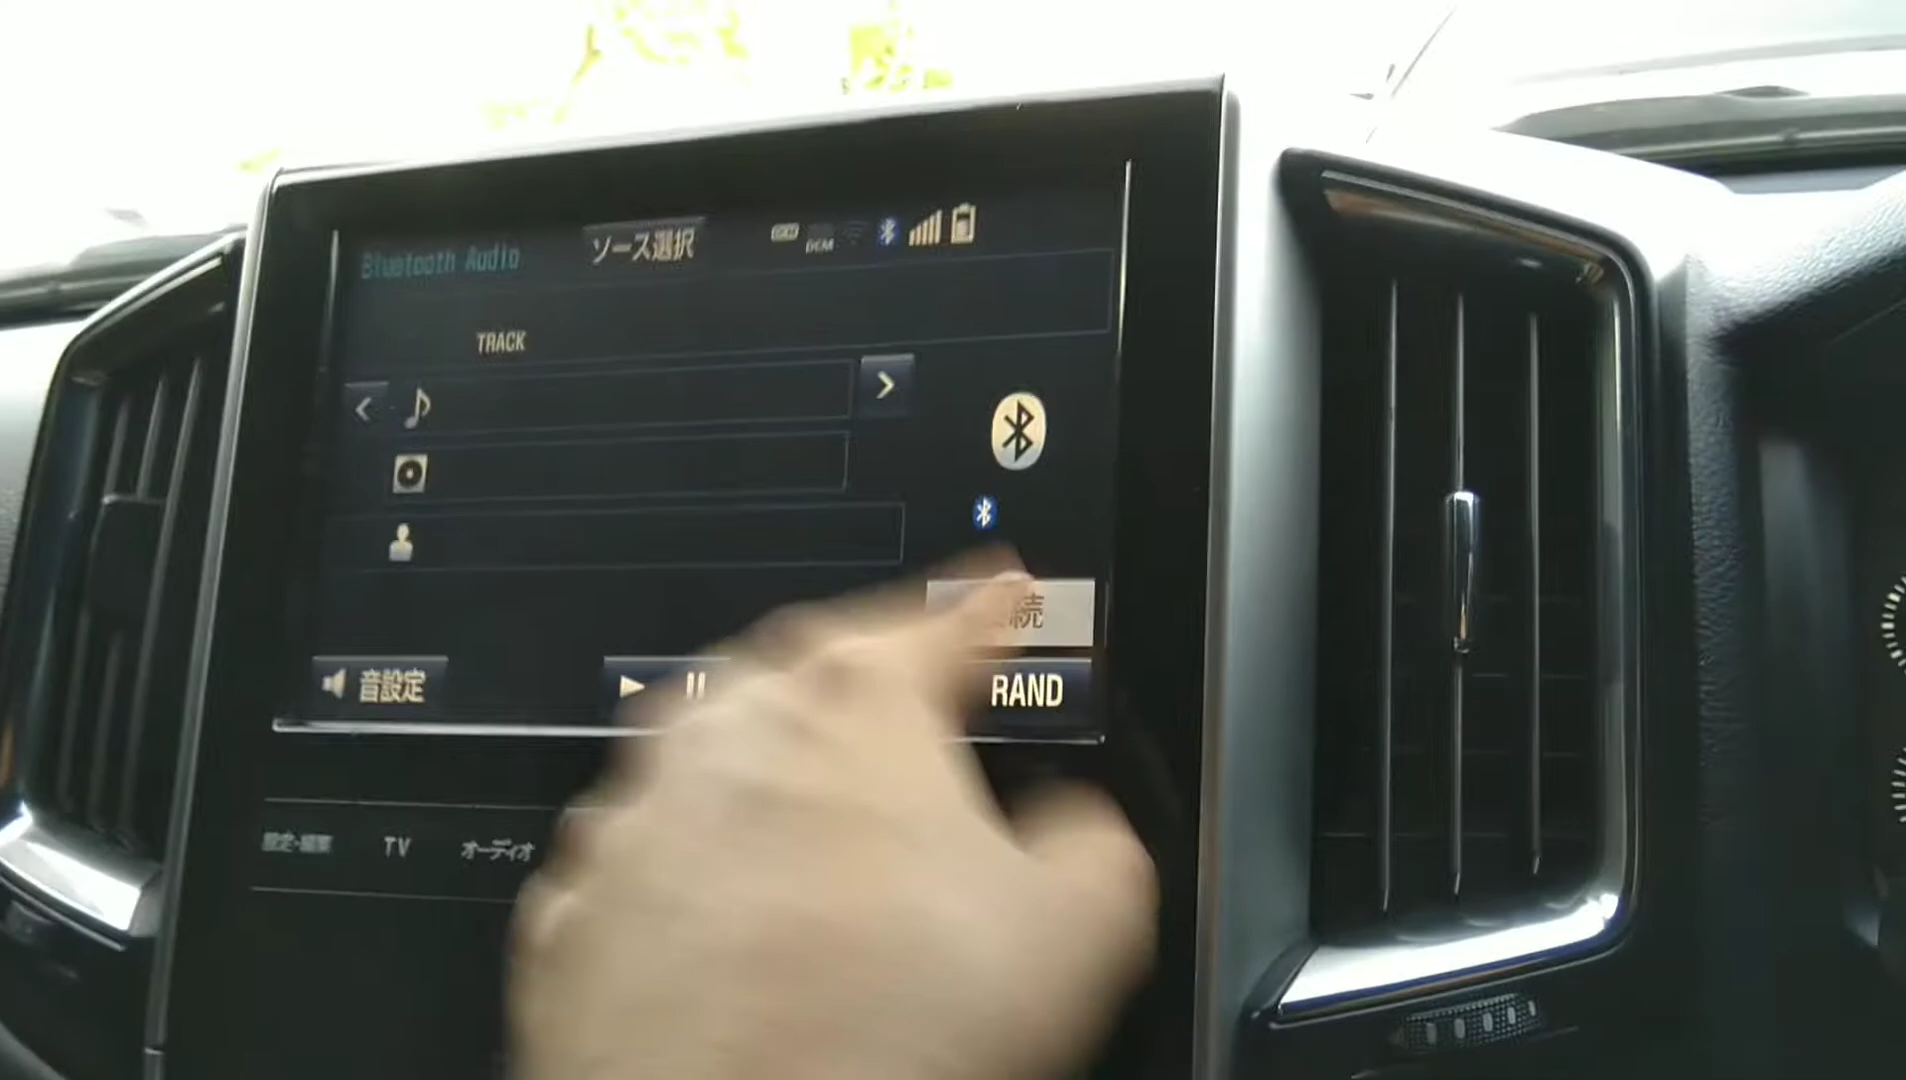 Bluetooth Audio
ソース選択
DCM
TRACK
続
音設定
RAND
設定・編集
TV
オーディオ